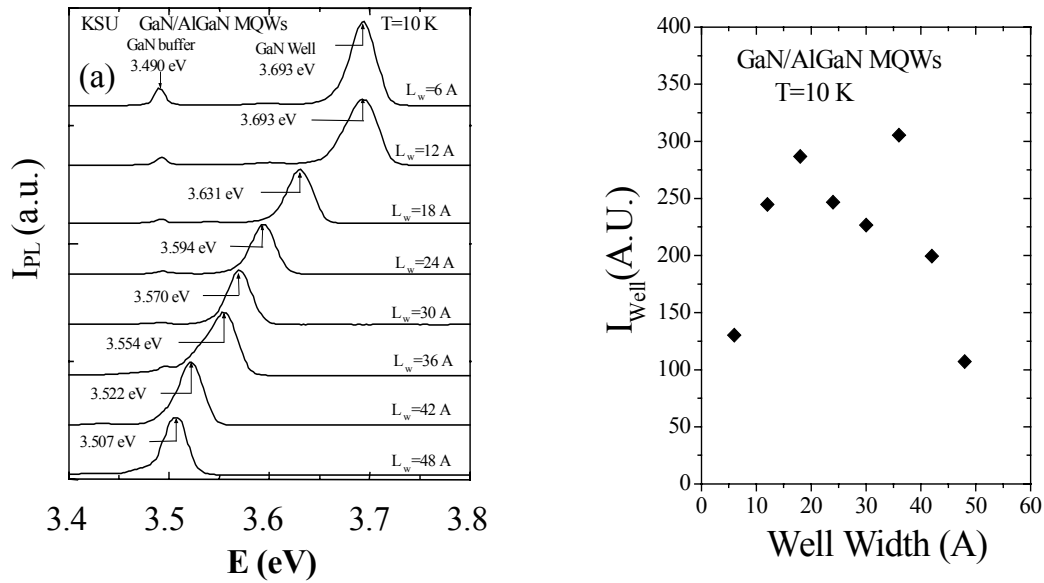 KSU GaN/AlGaN MQWs T=10 K
GaN buffer
3.490 eV
GaN Well
3.693 eV
(a)
L_w=6 A
3.693 eV
L_w=12 A
3.631 eV
L_w=18 A
3.594 eV
L_w=24 A
3.570 eV
L_w=30 A
3.554 eV
L_w=36 A
3.522 eV
L_w=42 A
3.507 eV
L_w=48 A
I_PL (a.u.)
3.4 3.5 3.6 3.7 3.8
E (eV)
GaN/AlGaN MQWs
T=10 K
400
350
300
250
200
150
100
50
0
I_Well (A.U.)
0 10 20 30 40 50 60
Well Width (A)